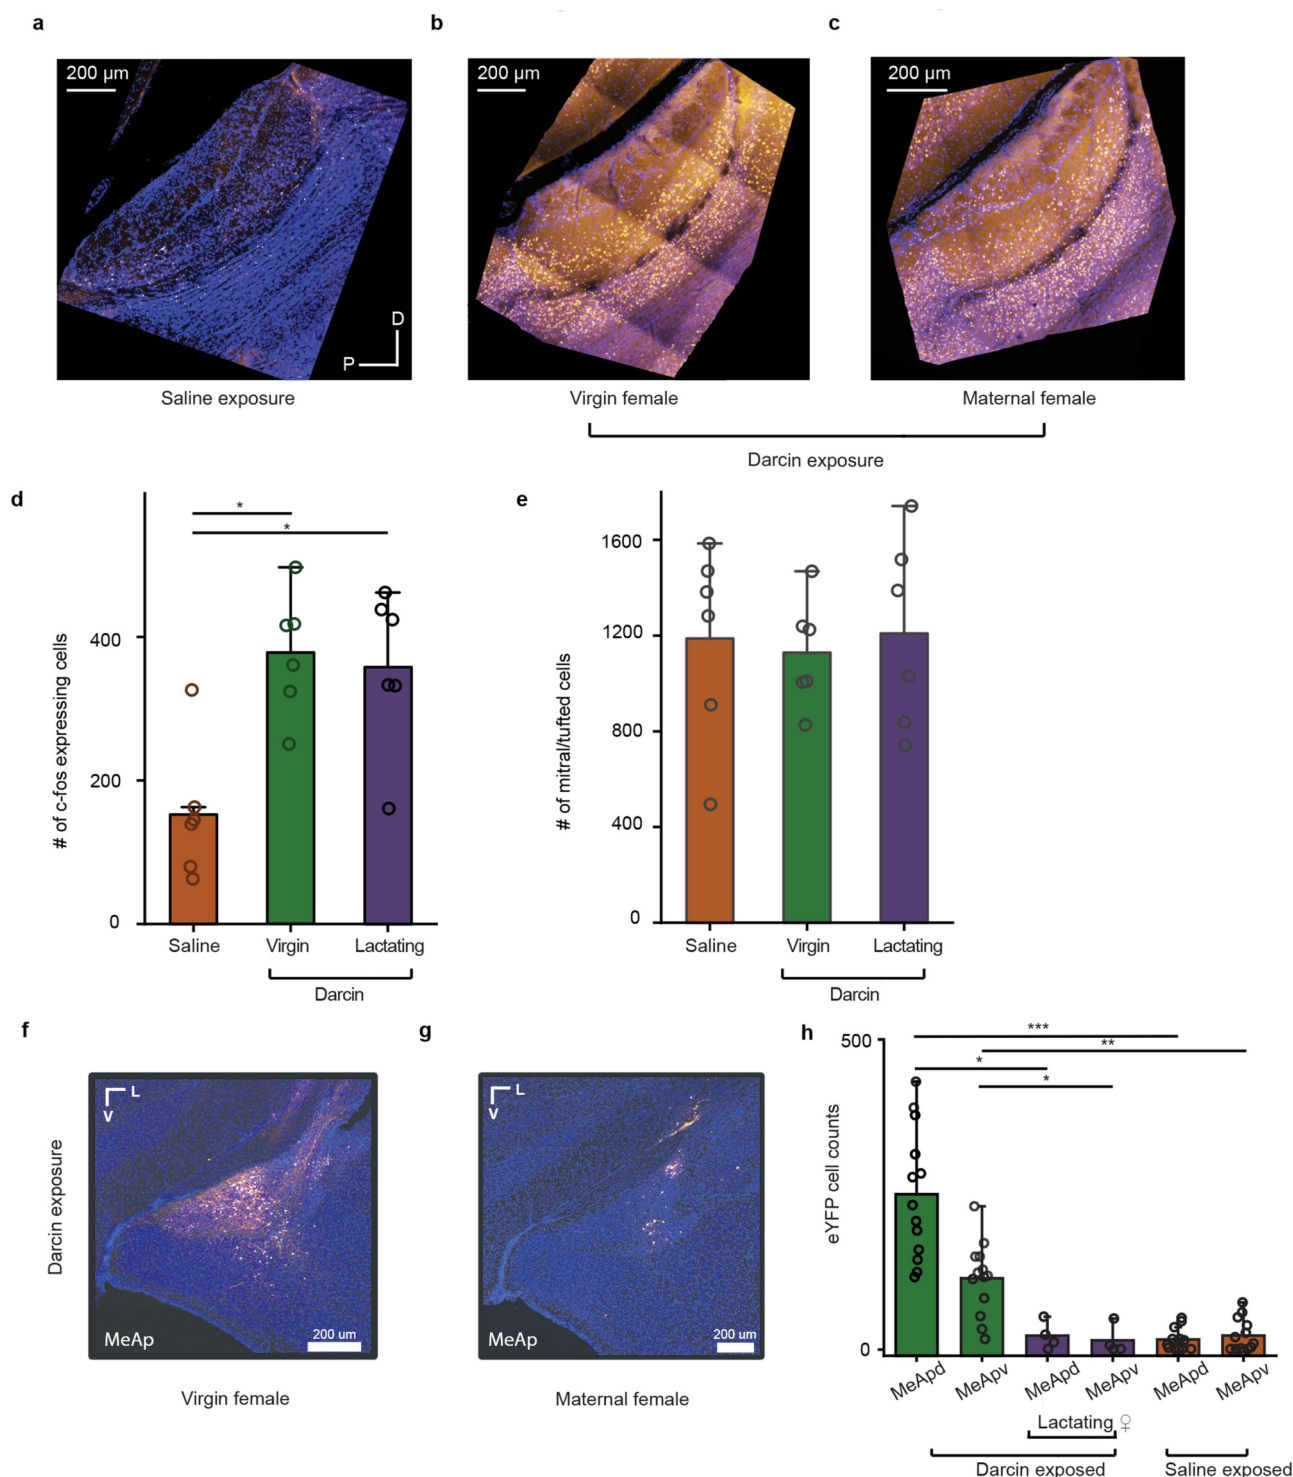 a
b
c
200 µm
200 µm
200 µm
D
P
Saline exposure
Virgin female
Maternal female
Darcin exposure
d
e
*
*
# of c-fos expressing cells
400
200
0
Saline
Virgin
Lactating
Darcin
# of mitral/tufted cells
1600
1200
800
400
0
Saline
Virgin
Lactating
Darcin
f
g
h
Darcin exposure
L
V
MeAp
200 um
Virgin female
L
V
MeAp
200 um
Maternal female
***
**
*
*
eYFP cell counts
500
0
MeApd
MeApv
MeApd
MeApv
MeApd
MeApv
Lactating ♀
Darcin exposed
Saline exposed